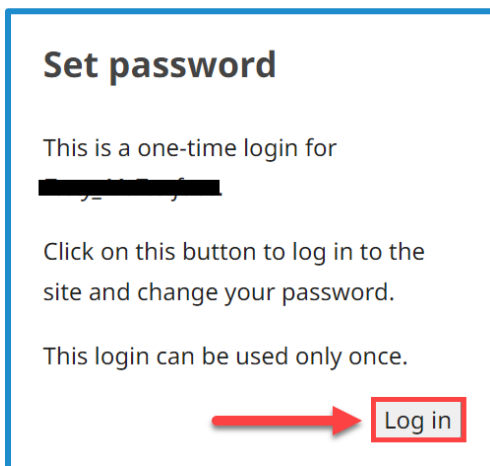 Set password
This is a one-time login for
Click on this button to log in to the
site and change your password.
This login can be used only once.
Log in